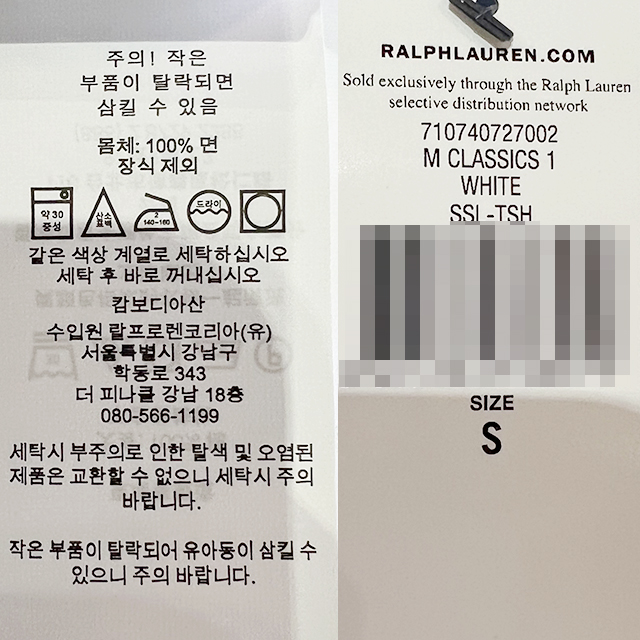 주의! 작은
부품이 탈락되면
삼킬 수 있음
몸체: 100% 면
장식 제외
약 30
중성
산소
표백
2
140~160
드라이
같은 색상 계열로 세탁하십시오
세탁 후 바로 꺼내십시오
캄보디아산
수입원 랄프로렌코리아(유)
서울특별시 강남구
학동로 343
더 피나클 강남 18층
080-566-1199
세탁시 부주의로 인한 탈색 및 오염된
제품은 교환할 수 없으니 세탁시 주의
바랍니다.
작은 부품이 탈락되어 유아동이 삼킬 수
있으니 주의 바랍니다.
RALPHLAUREN.COM
Sold exclusively through the Ralph Lauren
selective distribution network
710740727002
M CLASSICS 1
WHITE
SSL-TSH
SIZE
S